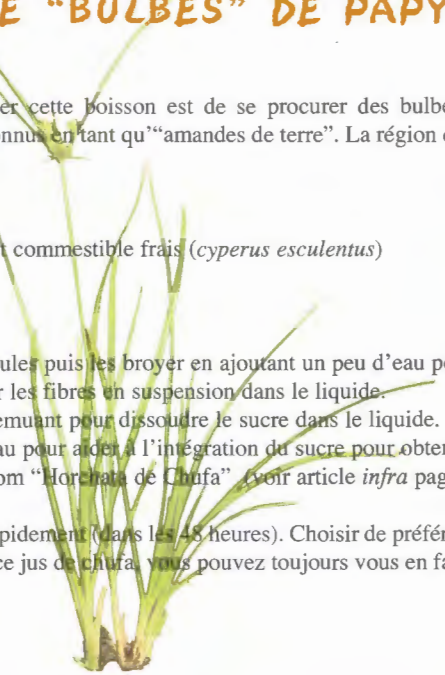 E “BULBES” DE PAPY
er cette boisson est de se procurer des bulbe
onnus en tant qu’“amandes de terre”. La région
t commestible frais (cyperus esculentus)
ules puis les broyer en ajoutant un peu d’eau p
r les fibres en suspension dans le liquide.
emuant pour dissoudre le sucre dans le liquide.
au pour aider à l’intégration du sucre pour obter
om “Horchata de Chufa” (voir article infra pag
pidement (dans les 48 heures). Choisir de préfér
ce jus de chufa, vous pouvez toujours vous en fa